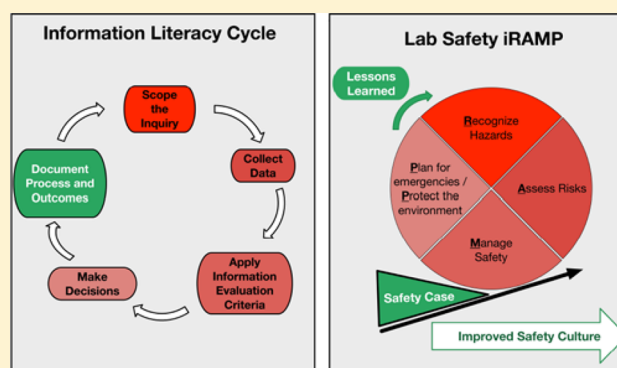 Information Literacy Cycle
Scope
the
Inquiry
Collect
Data
Apply
Information
Evaluation
Criteria
Make
Decisions
Document
Process and
Outcomes
Lab Safety iRAMP
Lessons
Learned
Recognize
Hazards
Assess Risks
Manage
Safety
Plan for
emergencies /
Protect the
environment
Safety Case
Improved Safety Culture